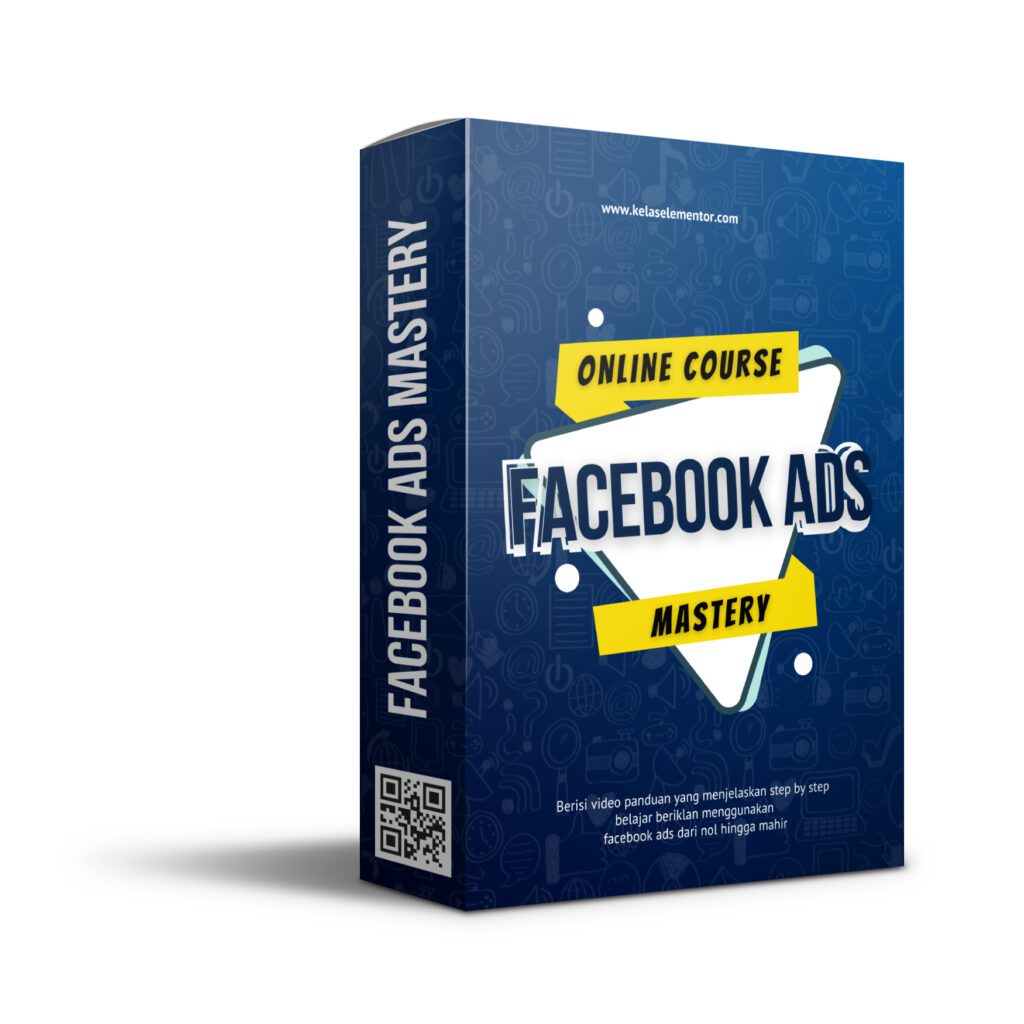 FACEBOOK ADS MASTERY
www.kelaselementor.com
ONLINE COURSE
FACEBOOK ADS
MASTERY
Berisi video panduan yang menjelaskan step by step
belajar beriklan menggunakan
facebook ads dari nol hingga mahir